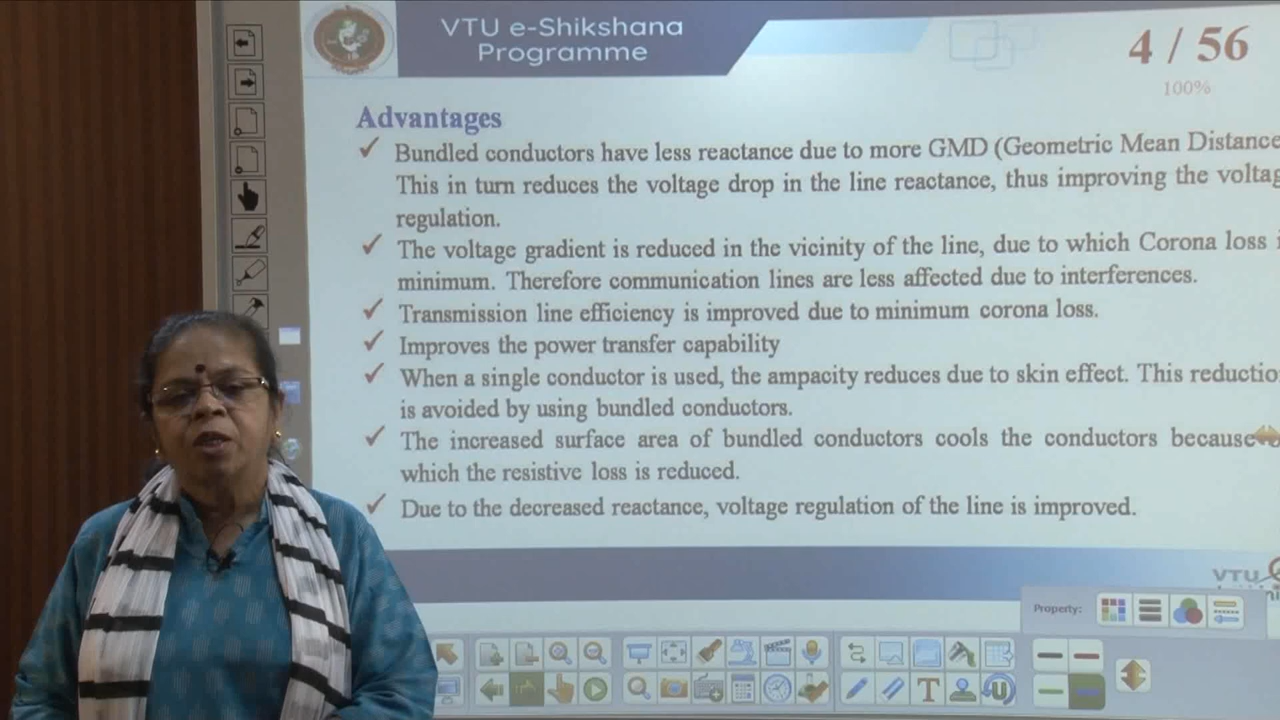 VTU e-Shikshana
Programme
4 / 56
100%
Advantages
✓ Bundled conductors have less reactance due to more GMD (Geometric Mean Distance
This in turn reduces the voltage drop in the line reactance, thus improving the voltag
regulation.
✓ The voltage gradient is reduced in the vicinity of the line, due to which Corona loss i
minimum. Therefore communication lines are less affected due to interferences.
✓ Transmission line efficiency is improved due to minimum corona loss.
✓ Improves the power transfer capability
✓ When a single conductor is used, the ampacity reduces due to skin effect. This reductio
is avoided by using bundled conductors.
✓ The increased surface area of bundled conductors cools the conductors because
which the resistive loss is reduced.
✓ Due to the decreased reactance, voltage regulation of the line is improved.
VTU
Property: